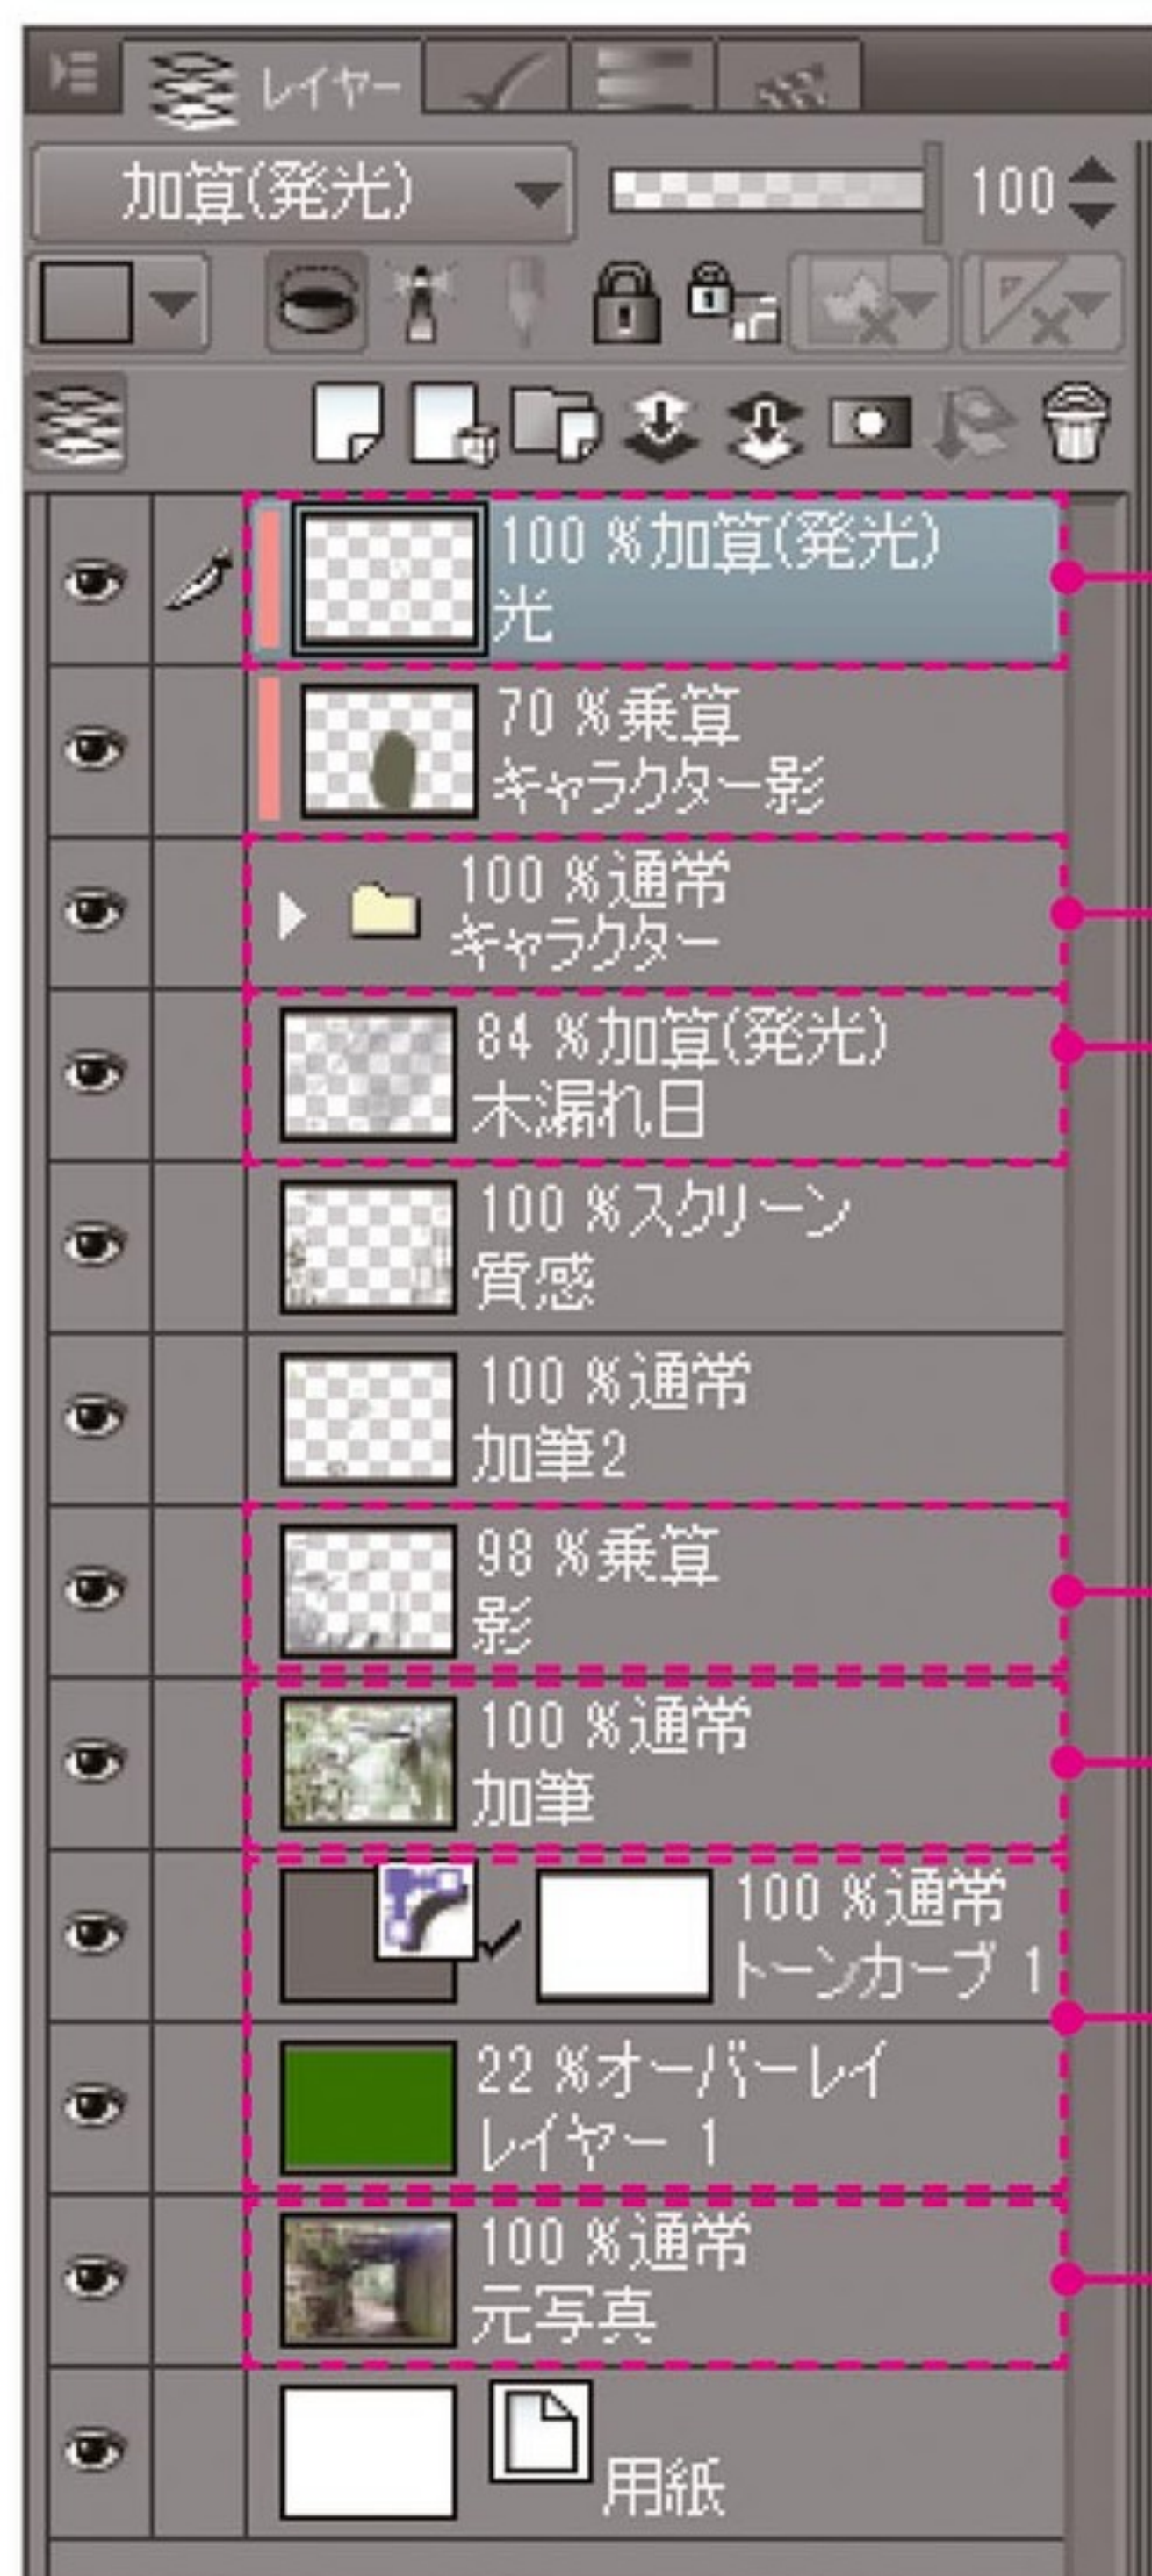 レイヤー
加算(発光)
100
100 %加算(発光)
光
70 %乗算
キャラクター影
100 %通常
キャラクター
84 %加算(発光)
木漏れ日
100 %スクリーン
質感
100 %通常
加筆2
98 %乗算
影
100 %通常
加筆
100 %通常
トーンカーブ 1
22 %オーバーレイ
レイヤー 1
100 %通常
元写真
用紙